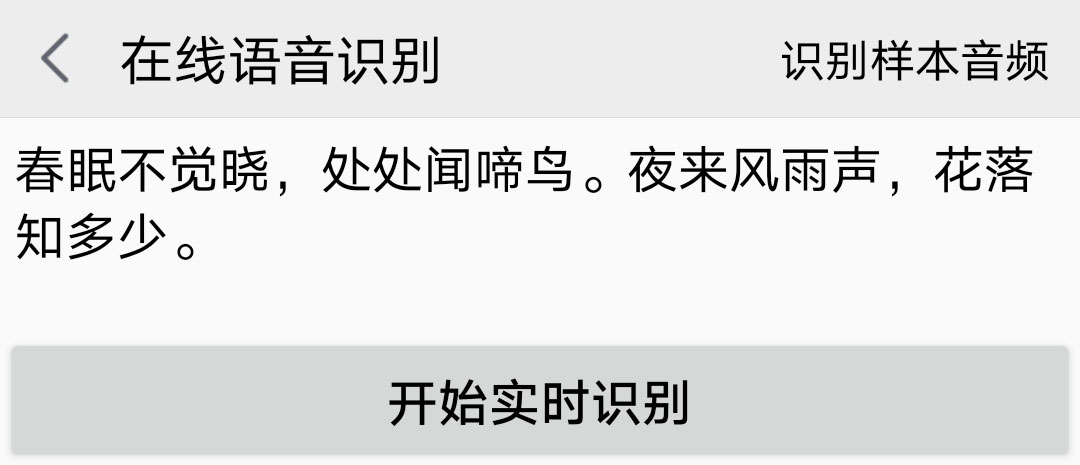 在线语音识别
识别样本音频
春眠不觉晓，处处闻啼鸟。夜来风雨声，花落
知多少。
开始实时识别